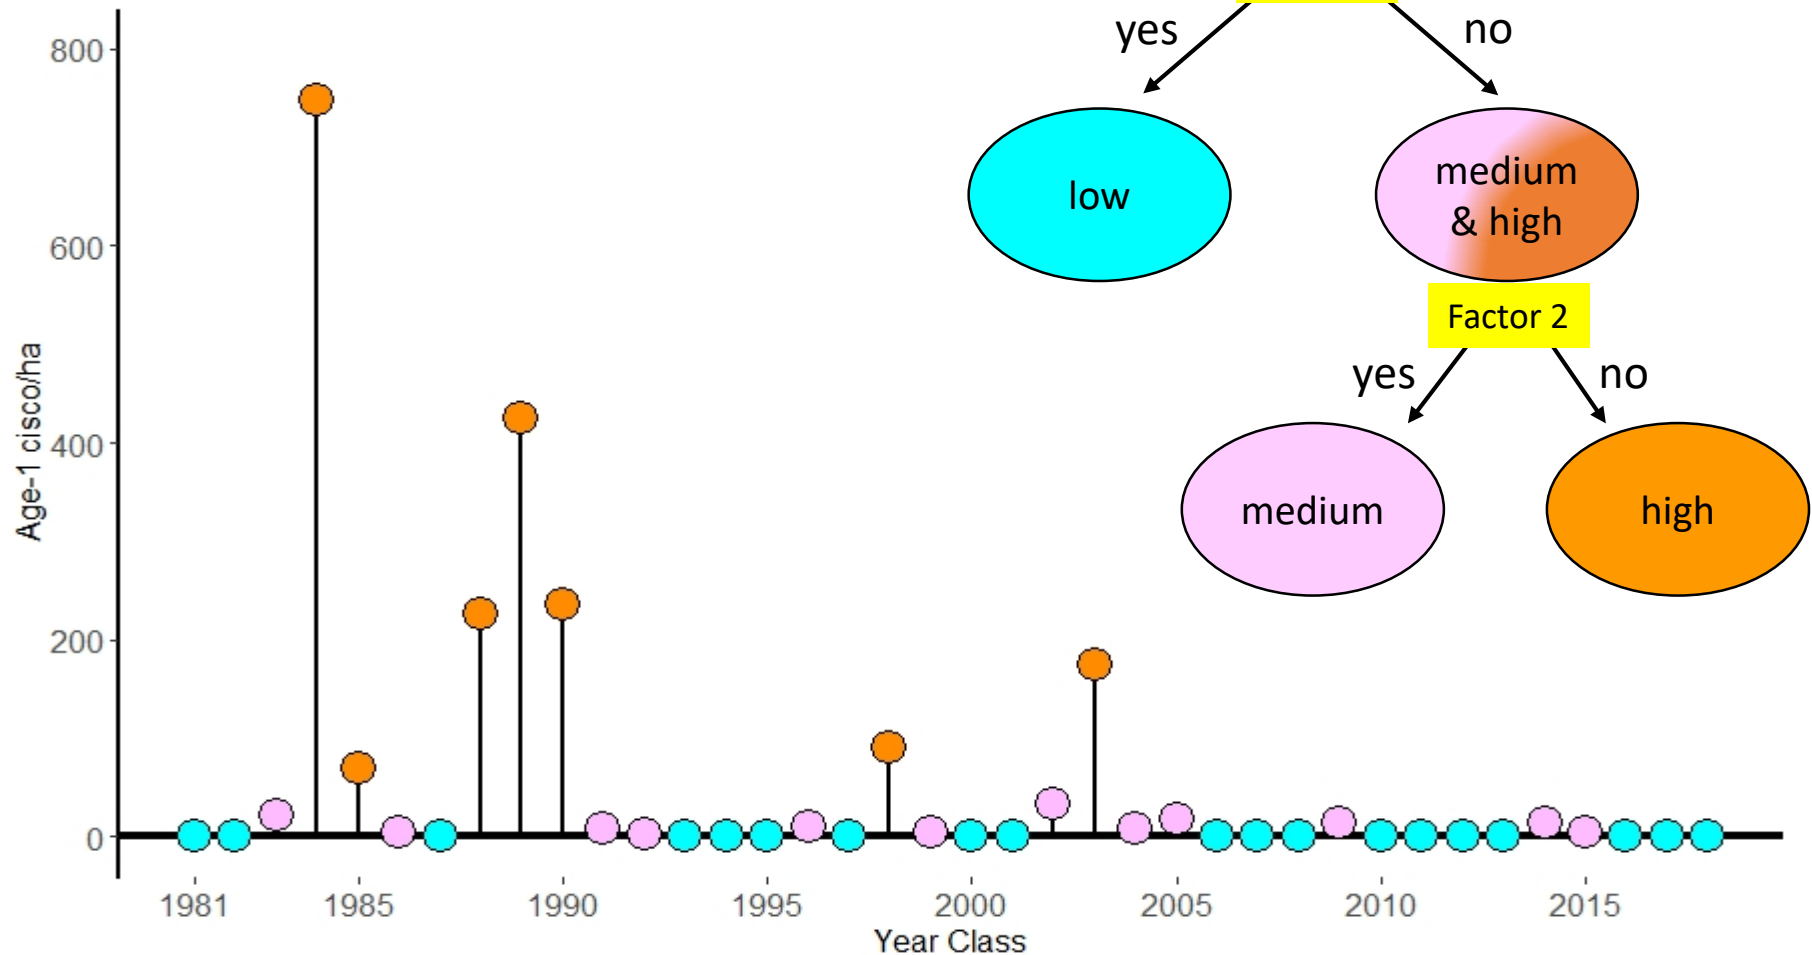 yes
no
low
medium
& high
Factor 2
yes
no
medium
high
800
600
400
200
0
Age-1 cisco/ha
1981
1985
1990
1995
2000
2005
2010
2015
Year Class